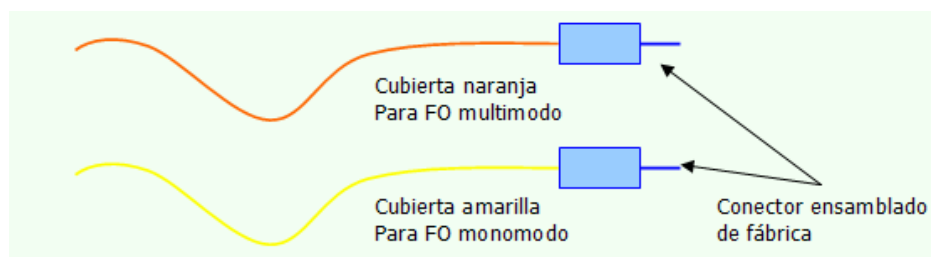 Cubierta naranja
Para FO multimodo
Cubierta amarilla
Para FO monomodo
Conector ensamblado
de fábrica